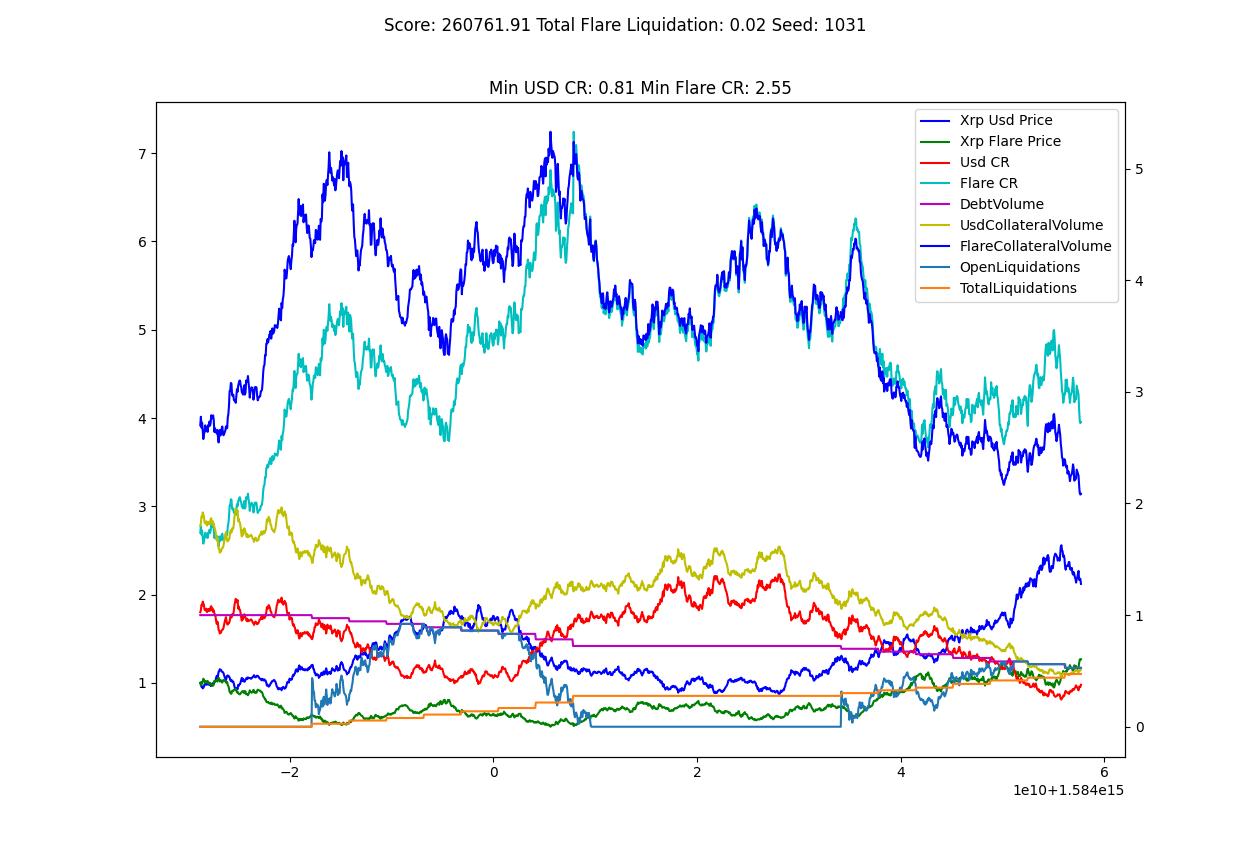 Score: 260761.91 Total Flare Liquidation: 0.02 Seed: 1031
Min USD CR: 0.81 Min Flare CR: 2.55
Xrp Usd Price
Xrp Flare Price
Usd CR
Flare CR
DebtVolume
UsdCollateralVolume
FlareCollateralVolume
OpenLiquidations
TotalLiquidations
7
6
5
4
3
2
1
5
4
3
2
1
0
−2
0
2
4
6
1e10+1.584e15